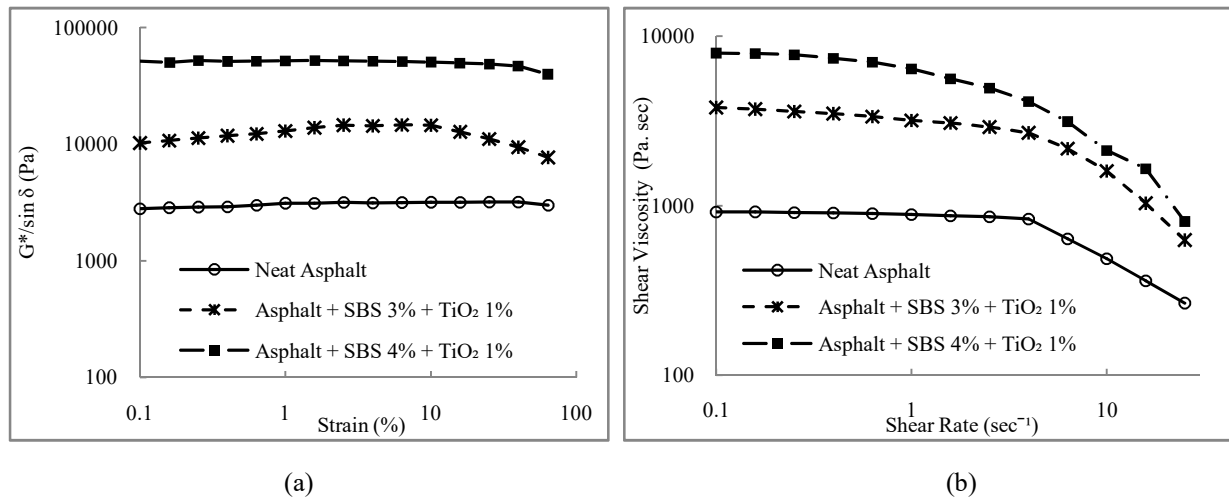 100000
10000
1000
100
G*/sin δ (Pa)
Neat Asphalt
Asphalt + SBS 3% + TiO₂ 1%
Asphalt + SBS 4% + TiO₂ 1%
0.1 1 10 100
Strain (%)
(a)
10000
1000
100
Shear Viscosity (Pa. sec)
Neat Asphalt
Asphalt + SBS 3% + TiO₂ 1%
Asphalt + SBS 4% + TiO₂ 1%
0.1 1 10
Shear Rate (sec⁻¹)
(b)